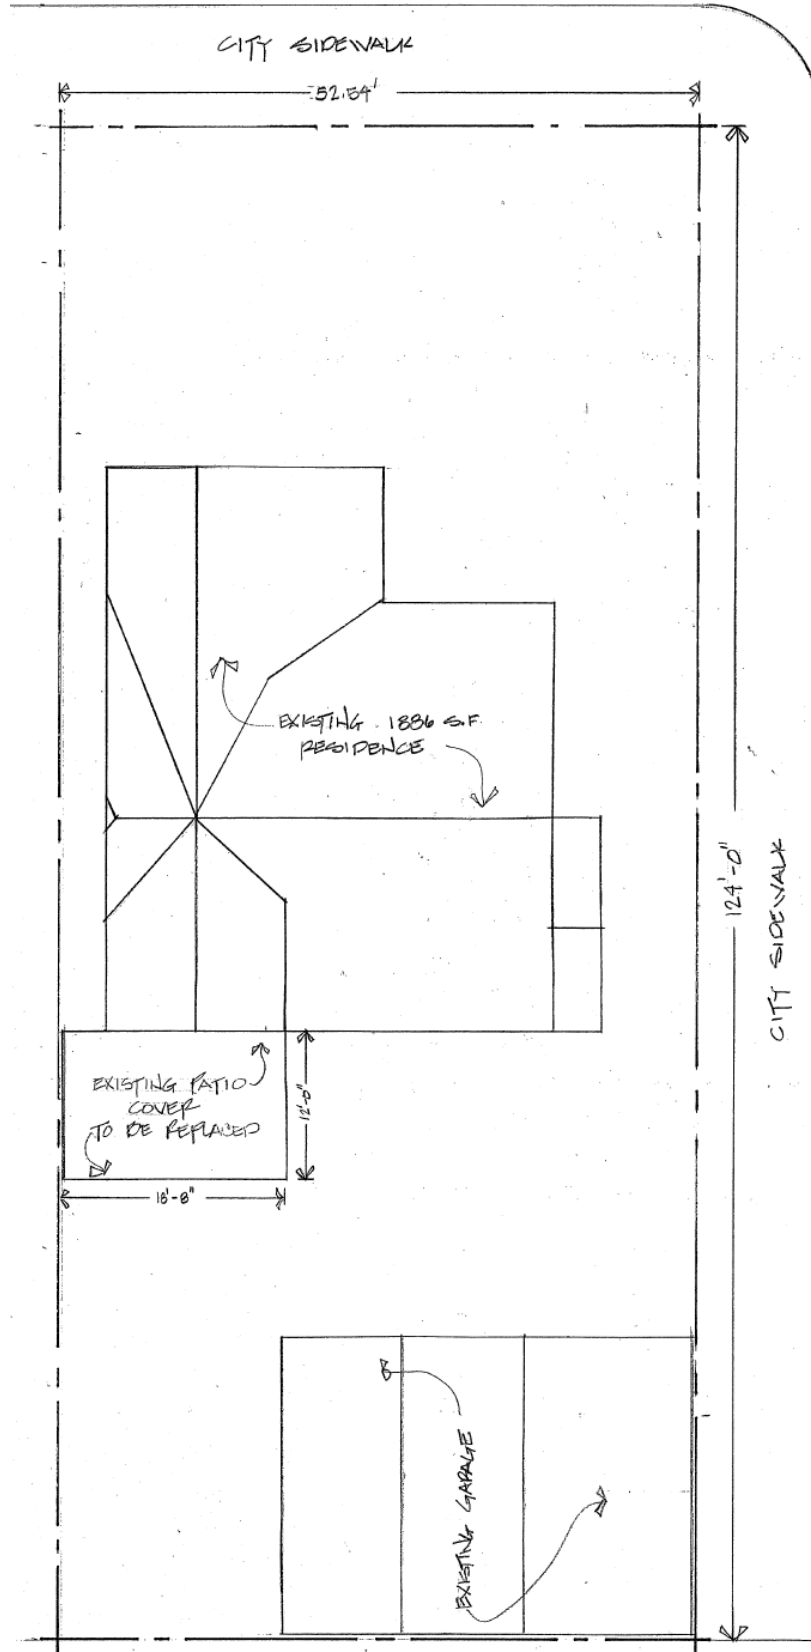 CITY SIDEWALK
52.54'
EXISTING 1886 S.F.
RESIDENCE
124'-0"
CITY SIDEWALK
EXISTING PATIO
COVER
TO BE REPLACED
12'-0"
18'-8"
EXISTING GARAGE